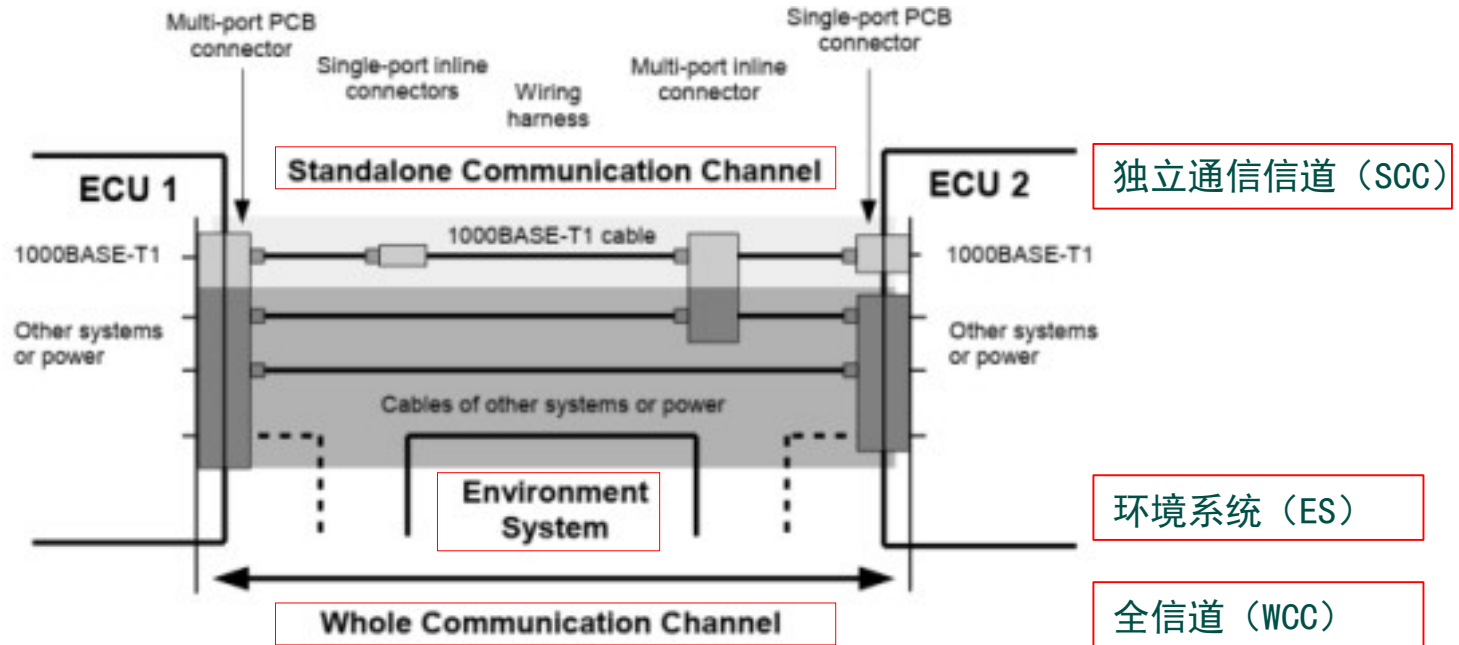 Multi-port PCB
connector
Single-port inline
connectors
Wiring
harness
Multi-port inline
connector
Single-port PCB
connector
Standalone Communication Channel
独立通信信道（SCC）
ECU 1
ECU 2
1000BASE-T1
1000BASE-T1 cable
1000BASE-T1
Other systems
or power
Other systems
or power
Cables of other systems or power
Environment
System
环境系统（ES）
Whole Communication Channel
全信道（WCC）